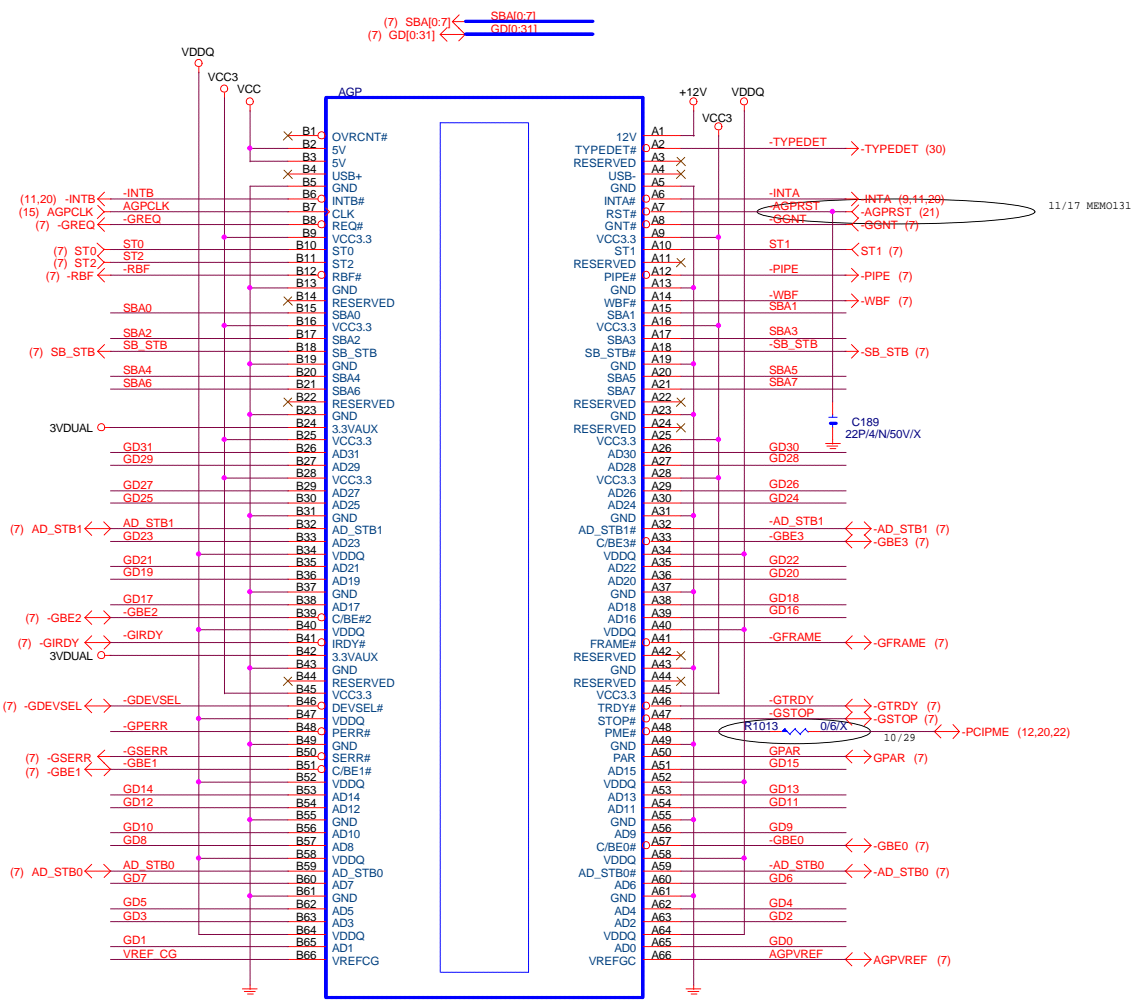 (7) SBA[0:7] SBA[0:7]
(7) GD[0:31] GD[0:31]
VDDQ
VCC3
VCC
AGP
+12V
VDDQ
VCC3
B1 OVRCNT# 12V A1
B2 5V TYPEDET# A2 -TYPEDET -TYPEDET (30)
B3 5V RESERVED A3
B4 USB+ USB- A4
B5 GND GND A5
(11,20) -INTB -INTB B6 INTB# INTA# A6 -INTA -INTA (9,11,20)
(15) AGPCLK AGPCLK B7 CLK RST# A7 -AGPRST -AGPRST (21) 11/17 MEMO131
(7) -GREQ -GREQ B8 REQ# GNT# A8 -GGNT -GGNT (7)
B9 VCC3.3 VCC3.3 A9
(7) ST0 ST0 B10 ST0 ST1 A10 ST1 ST1 (7)
(7) ST2 ST2 B11 ST2 RESERVED A11
(7) -RBF -RBF B12 RBF# PIPE# A12 -PIPE -PIPE (7)
B13 GND GND A13
B14 RESERVED WBF# A14 -WBF -WBF (7)
SBA0 B15 SBA0 SBA1 A15 SBA1
B16 VCC3.3 VCC3.3 A16
SBA2 B17 SBA2 SBA3 A17 SBA3
(7) SB_STB SB_STB B18 SB_STB SB_STB# A18 -SB_STB -SB_STB (7)
B19 GND GND A19
SBA4 B20 SBA4 SBA5 A20 SBA5
SBA6 B21 SBA6 SBA7 A21 SBA7
B22 RESERVED RESERVED A22
B23 GND GND A23
3VDUAL B24 3.3VAUX RESERVED A24
C189
22P/4/N/50V/X
B25 VCC3.3 VCC3.3 A25
GD31 B26 AD31 AD30 A26 GD30
GD29 B27 AD29 AD28 A27 GD28
B28 VCC3.3 VCC3.3 A28
GD27 B29 AD27 AD26 A29 GD26
GD25 B30 AD25 AD24 A30 GD24
B31 GND GND A31
(7) AD_STB1 AD_STB1 B32 AD_STB1 AD_STB1# A32 -AD_STB1 -AD_STB1 (7)
GD23 B33 AD23 C/BE3# A33 -GBE3 -GBE3 (7)
B34 VDDQ VDDQ A34
GD21 B35 AD21 AD22 A35 GD22
GD19 B36 AD19 AD20 A36 GD20
B37 GND GND A37
GD17 B38 AD17 AD18 A38 GD18
(7) -GBE2 -GBE2 B39 C/BE#2 AD16 A39 GD16
B40 VDDQ VDDQ A40
(7) -GIRDY -GIRDY B41 IRDY# FRAME# A41 -GFRAME -GFRAME (7)
3VDUAL B42 3.3VAUX RESERVED A42
B43 GND GND A43
B44 RESERVED RESERVED A44
B45 VCC3.3 VCC3.3 A45
(7) -GDEVSEL -GDEVSEL B46 DEVSEL# TRDY# A46 -GTRDY -GTRDY (7)
B47 VDDQ STOP# A47 -GSTOP -GSTOP (7)
-GPERR B48 PERR# PME# A48 R1013 0/6/X 10/29 -PCIPME (12,20,22)
B49 GND GND A49
(7) -GSERR -GSERR B50 SERR# PAR A50 GPAR GPAR (7)
(7) -GBE1 -GBE1 B51 C/BE1# AD15 A51 GD15
B52 VDDQ VDDQ A52
GD14 B53 AD14 AD13 A53 GD13
GD12 B54 AD12 AD11 A54 GD11
B55 GND GND A55
GD10 B56 AD10 AD9 A56 GD9
GD8 B57 AD8 C/BE0# A57 -GBE0 -GBE0 (7)
B58 VDDQ VDDQ A58
(7) AD_STB0 AD_STB0 B59 AD_STB0 AD_STB0# A59 -AD_STB0 -AD_STB0 (7)
GD7 B60 AD7 AD6 A60 GD6
B61 GND GND A61
GD5 B62 AD5 AD4 A62 GD4
GD3 B63 AD3 AD2 A63 GD2
B64 VDDQ VDDQ A64
GD1 B65 AD1 AD0 A65 GD0
VREF_CG B66 VREFCG VREFGC A66 AGPVREF AGPVREF (7)